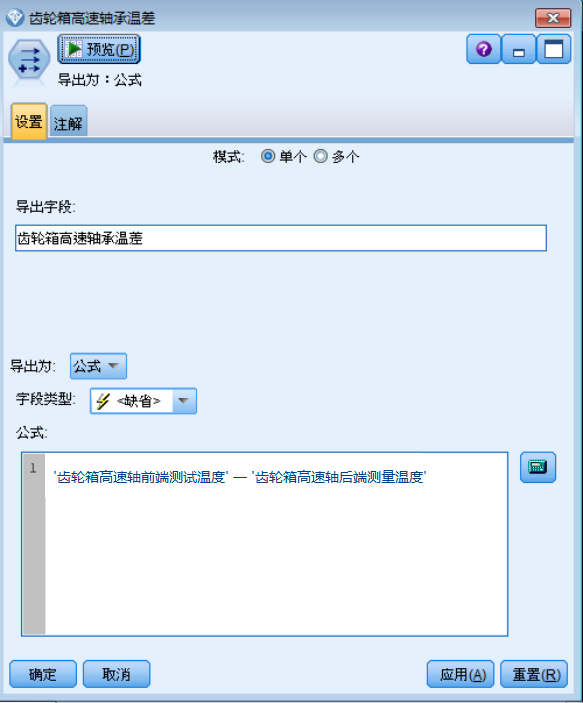 齿轮箱高速轴承温差
预览(P)
导出为：公式
设置 注解
模式: 单个 多个
导出字段:
齿轮箱高速轴承温差
导出为: 公式
字段类型: <缺省>
公式:
1 '齿轮箱高速轴前端测试温度' — '齿轮箱高速轴后端测量温度'
确定 取消 应用(A) 重置(R)